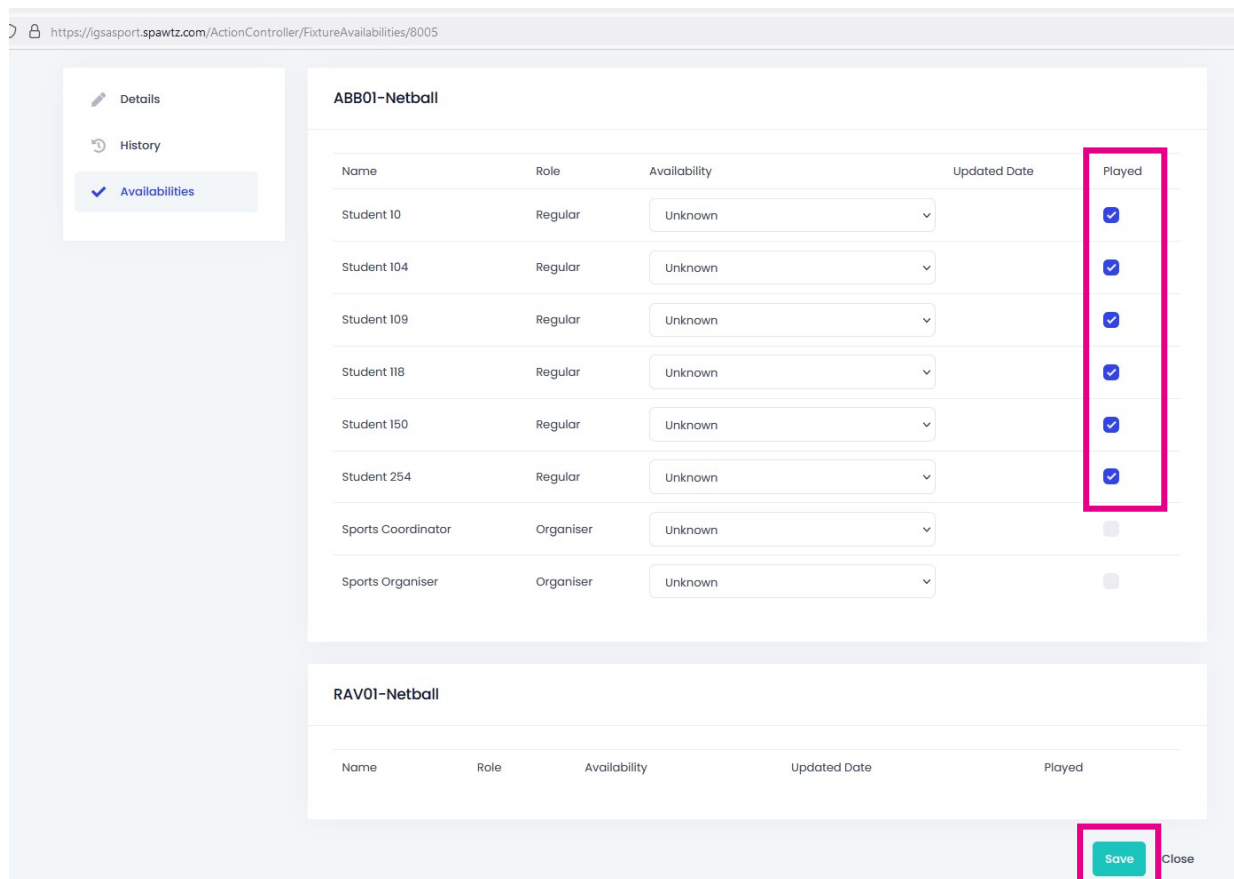 https://igsasport.spawtz.com/ActionController/FixtureAvailabilities/8005
Details
History
Availabilities
ABB01-Netball
Name Role Availability Updated Date Played
Student 10 Regular Unknown
Student 104 Regular Unknown
Student 109 Regular Unknown
Student 118 Regular Unknown
Student 150 Regular Unknown
Student 254 Regular Unknown
Sports Coordinator Organiser Unknown
Sports Organiser Organiser Unknown
RAV01-Netball
Name Role Availability Updated Date Played
Save Close